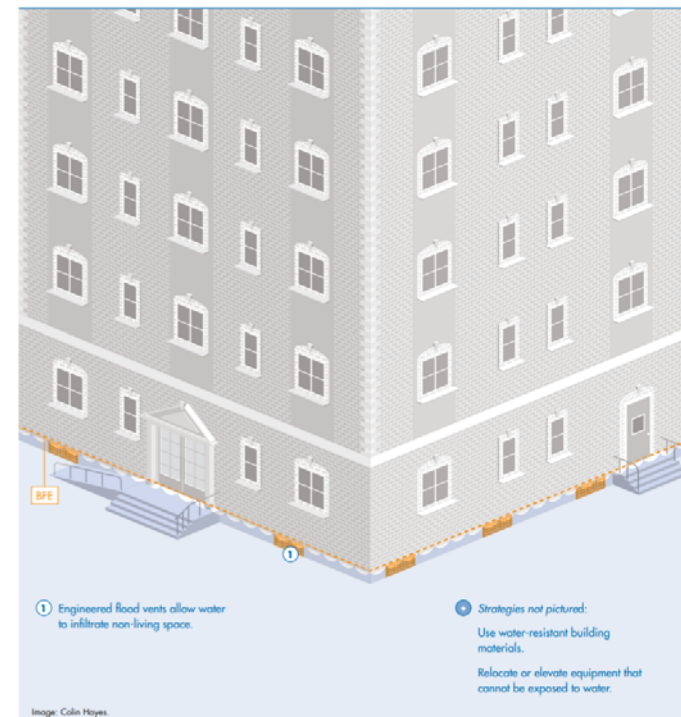 BFE
1
1 Engineered flood vents allow water
to infiltrate non-living space.
Strategies not pictured:
Use water-resistant building
materials.
Relocate or elevate equipment that
cannot be exposed to water.
Image: Colin Hayes.